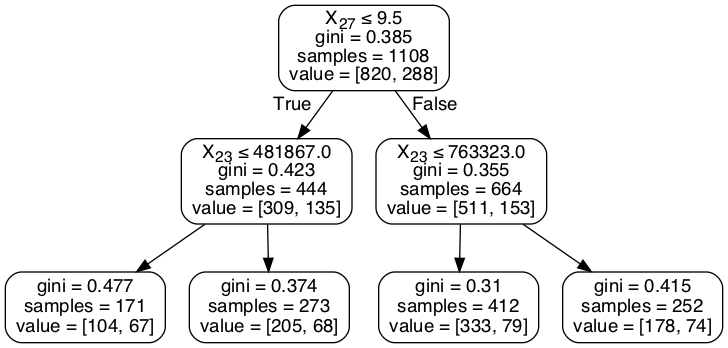 X27 ≤ 9.5
gini = 0.385
samples = 1108
value = [820, 288]
True
False
X23 ≤ 481867.0
gini = 0.423
samples = 444
value = [309, 135]
X23 ≤ 763323.0
gini = 0.355
samples = 664
value = [511, 153]
gini = 0.477
samples = 171
value = [104, 67]
gini = 0.374
samples = 273
value = [205, 68]
gini = 0.31
samples = 412
value = [333, 79]
gini = 0.415
samples = 252
value = [178, 74]